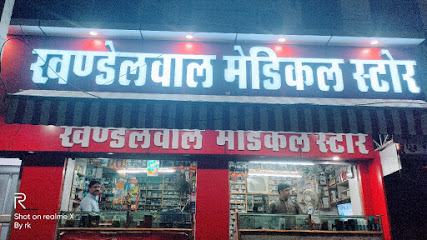 खण्डेलवाल मेडिकल स्टोर
खण्डेलवाल मेडिकल स्टोर
R
Shot on realme X
By rk